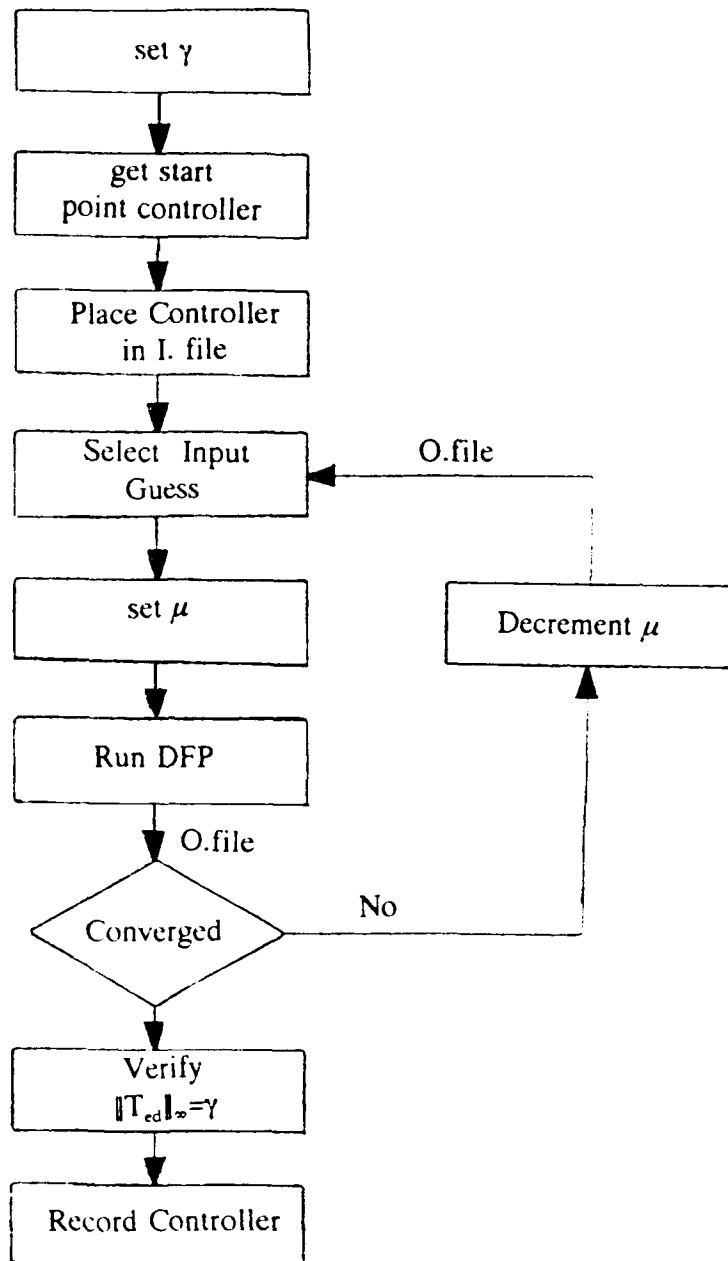 set γ
get start
point controller
Place Controller
in I. file
Select Input
Guess
O.file
set μ
Decrement μ
Run DFP
O.file
Converged
No
Verify
‖T_ed‖_∞=γ
Record Controller